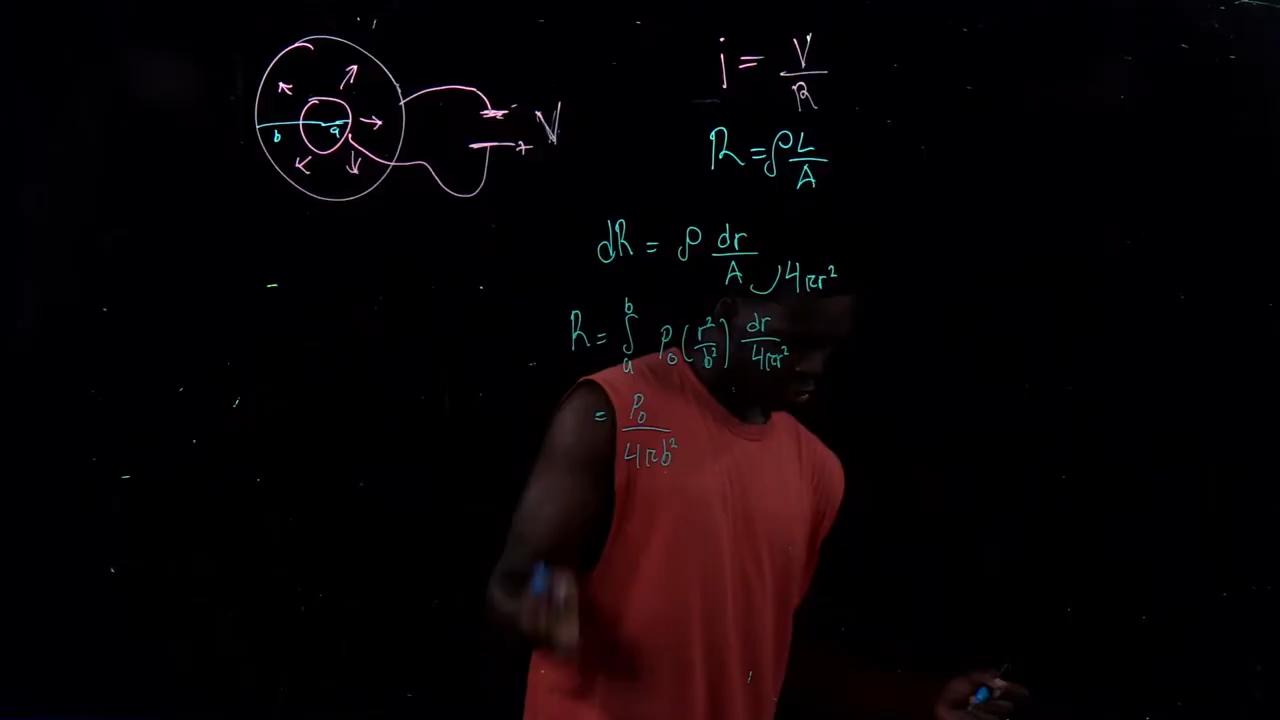 b a
- + V
i = V/R
R = ρ L/A
dR = ρ dr/A 4πr²
R = ∫ₐᵇ ρ₀ (r²/b²) dr/4πr²
= ρ₀/4πb²